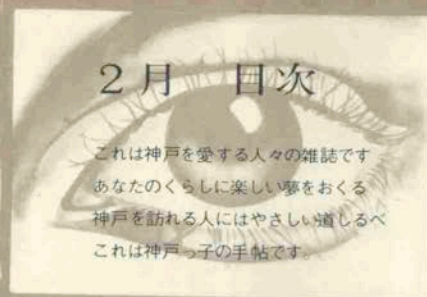 2月　目次
これは神戸を愛する人々の雑誌です
あなたのくらしに楽しい夢をおくる
神戸を訪れる人にはやさしい道しるべ
これは神戸っ子の手帖です。